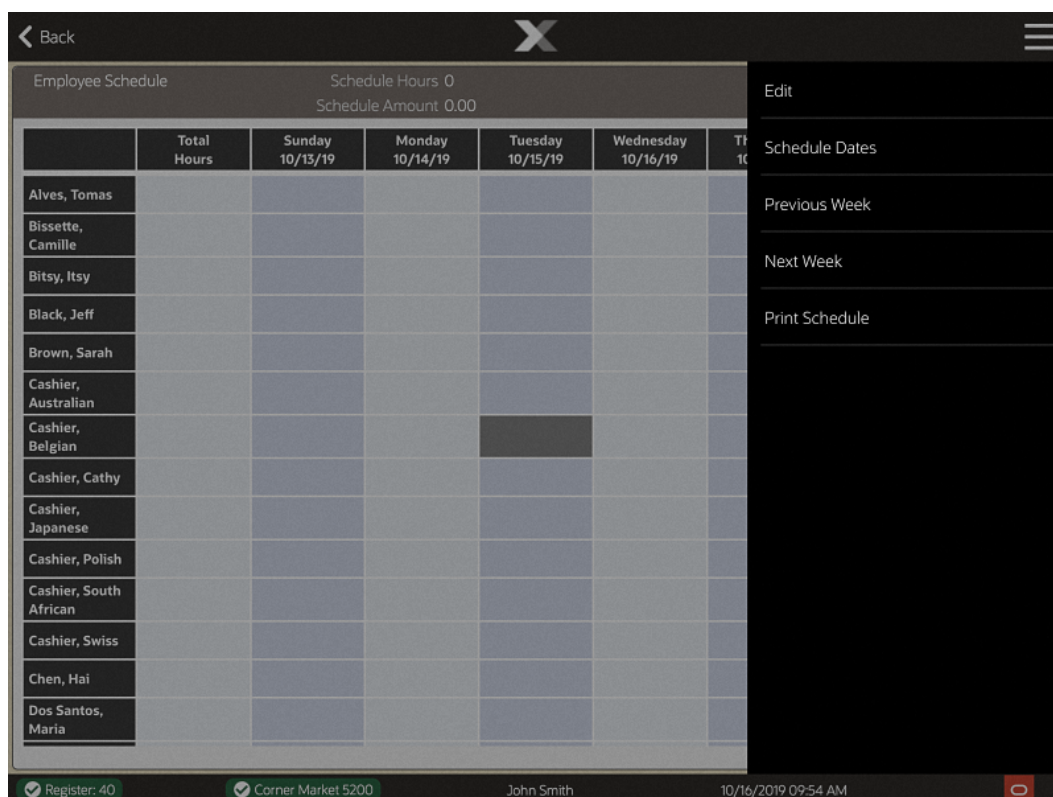 Back
Employee Schedule
Schedule Hours 0
Schedule Amount 0.00
Total
Hours
Sunday
10/13/19
Monday
10/14/19
Tuesday
10/15/19
Wednesday
10/16/19
Th
10
Alves, Tomas
Bissette,
Camille
Bitsy, Itsy
Black, Jeff
Brown, Sarah
Cashier,
Australian
Cashier,
Belgian
Cashier, Cathy
Cashier,
Japanese
Cashier, Polish
Cashier, South
African
Cashier, Swiss
Chen, Hai
Dos Santos,
Maria
Edit
Schedule Dates
Previous Week
Next Week
Print Schedule
Register: 40
Corner Market 5200
John Smith
10/16/2019 09:54 AM